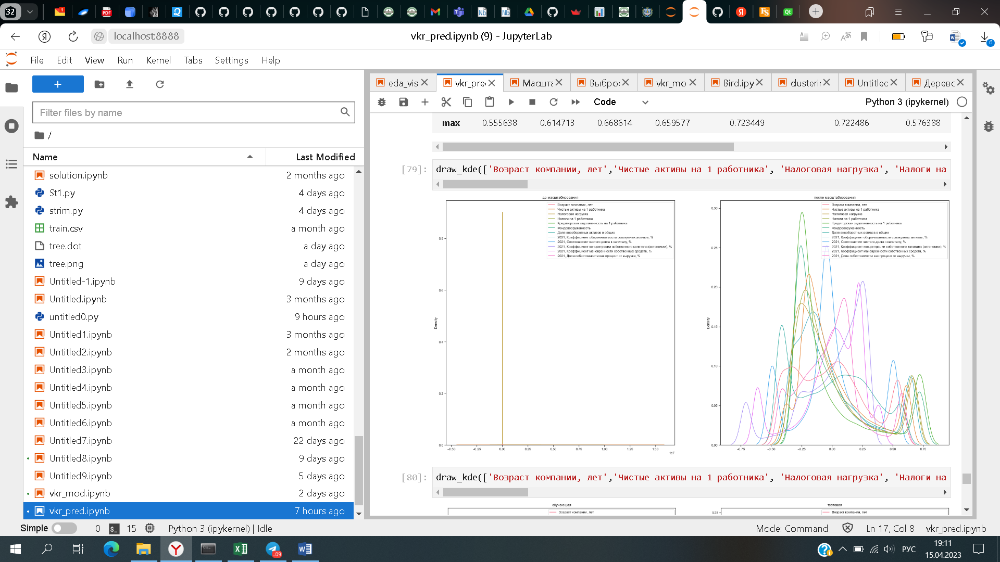 32
localhost:8888
vkr_pred.ipynb (9) - JupyterLab
6
File Edit View Run Kernel Tabs Settings Help
eda_vis
vkr_pre
Масшта
Выброс
vkr_mo
Bird.ipy
clusterin
Untitlec
Дерево
Code
Python 3 (ipykernel)
Filter files by name
/
Name Last Modified
solution.ipynb 2 months ago
St1.py 4 days ago
strim.py 4 days ago
train.csv a month ago
tree.dot a day ago
tree.png a day ago
Untitled-1.ipynb 9 days ago
Untitled.ipynb 3 months ago
untitled0.py 9 hours ago
Untitled1.ipynb 3 months ago
Untitled2.ipynb 2 months ago
Untitled3.ipynb a month ago
Untitled4.ipynb a month ago
Untitled5.ipynb a month ago
Untitled6.ipynb a month ago
Untitled7.ipynb 22 days ago
Untitled8.ipynb 9 days ago
Untitled9.ipynb 5 days ago
vkr_mod.ipynb 2 days ago
vkr_pred.ipynb 7 hours ago
max 0.555638 0.614713 0.668614 0.659577 0.723449 0.722486 0.576388
[79]: draw_kde(['Возраст компании, лет','Чистые активы на 1 работника', 'Налоговая нагрузка', 'Налоги на
до масштабирования
Возраст компании, лет
Чистые активы на 1 работника
Налоговая нагрузка
Налоги на 1 работника
Кредиторская задолженность на 1 работника
Фондовооруженность
Доля внеоборотных активов в общих
2021, Коэффициент оборачиваемости совокупных активов, %
2021, Соотношение чистого долга к капиталу, %
2021, Коэффициент концентрации собственного капитала (автономии), %
2021, Коэффициент маневренности собственных средств, %
2021, Доля себестоимости как процент от выручки, %
Density
0.8
0.6
0.4
0.2
0.0
−0.50 −0.25 0.00 0.25 0.50 0.75 1.00 1.25 1.50
1e7
после масштабирования
Возраст компании, лет
Чистые активы на 1 работника
Налоговая нагрузка
Налоги на 1 работника
Кредиторская задолженность на 1 работника
Фондовооруженность
Доля внеоборотных активов в общих
2021, Коэффициент оборачиваемости совокупных активов, %
2021, Соотношение чистого долга к капиталу, %
2021, Коэффициент концентрации собственного капитала (автономии), %
2021, Коэффициент маневренности собственных средств, %
2021, Доля себестоимости как процент от выручки, %
Density
0.30
0.25
0.20
0.15
0.10
0.05
0.00
−0.75 −0.50 −0.25 0.00 0.25 0.50 0.75
[80]: draw_kde(['Возраст компании, лет','Чистые активы на 1 работника', 'Налоговая нагрузка', 'Налоги на
обучающая
Возраст компании, лет
тестовая
0.25
Возраст компании, лет
Simple 0 15 Python 3 (ipykernel) | Idle
Mode: Command Ln 17, Col 8 vkr_pred.ipynb
РУС
19:11
15.04.2023